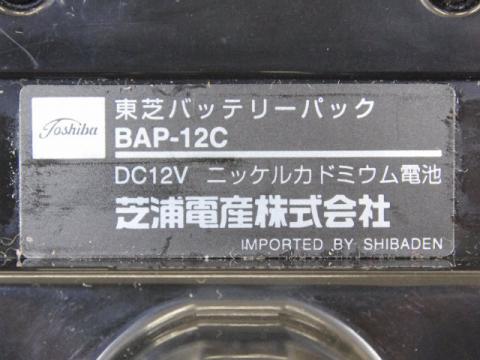 Toshiba
東芝バッテリーパック
BAP-12C
DC12V ニッケルカドミウム電池
芝浦電産株式会社
IMPORTED BY SHIBADEN